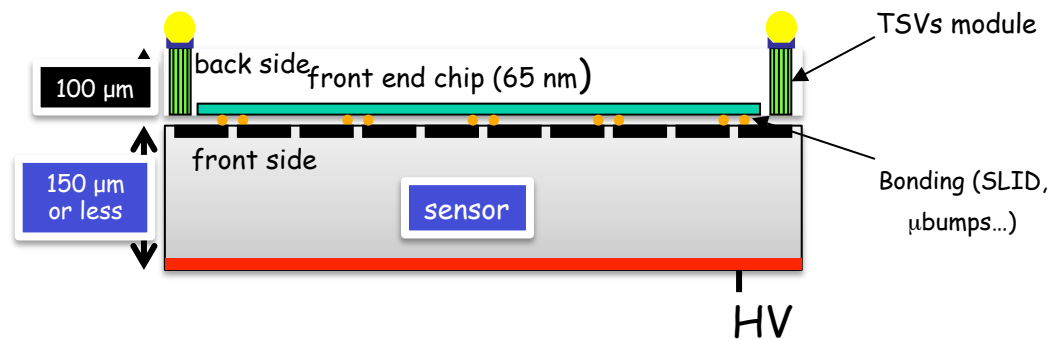 TSVs module
back side
front end chip (65 nm)
100 µm
front side
150 µm
or less
sensor
Bonding (SLID,
µbumps…)
HV